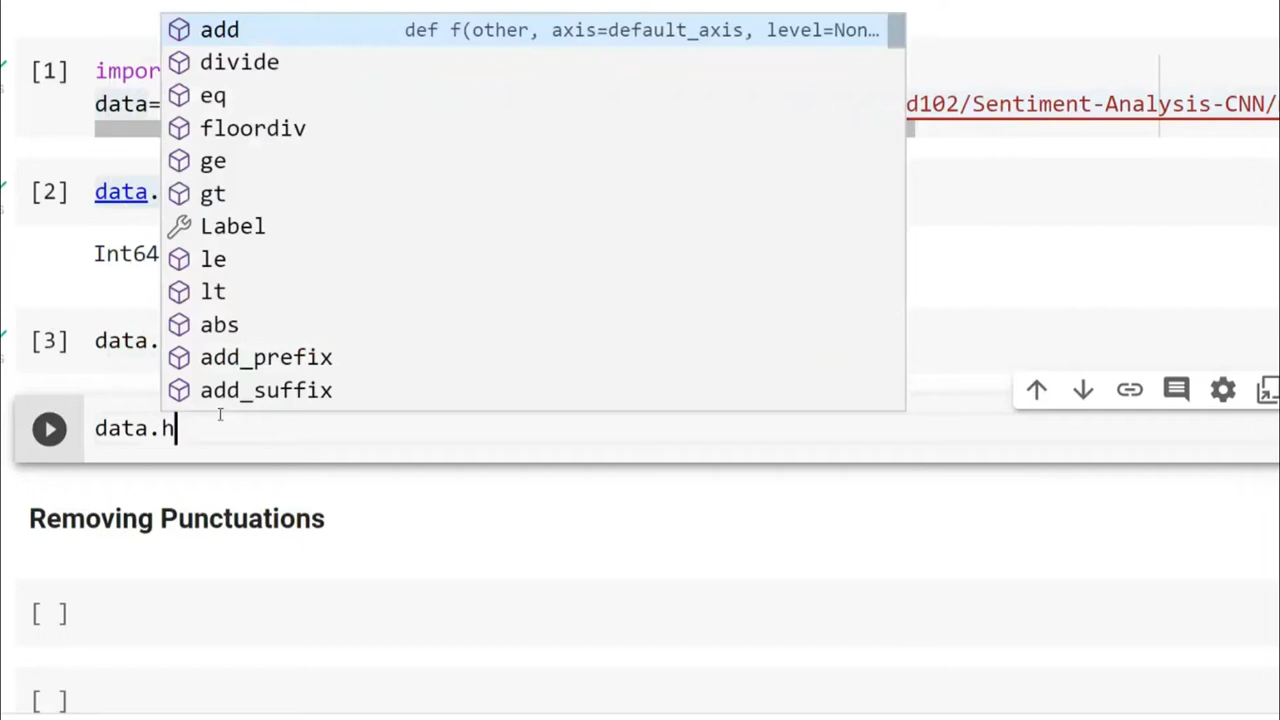 add def f(other, axis=default_axis, level=Non…
divide
[1] impor
eq
data= d102/Sentiment-Analysis-CNN/
floordiv
ge
[2] data. gt
Label
Int64 le
lt
abs
[3] data.
add_prefix
add_suffix
data.h
Removing Punctuations
[ ]
[ ]